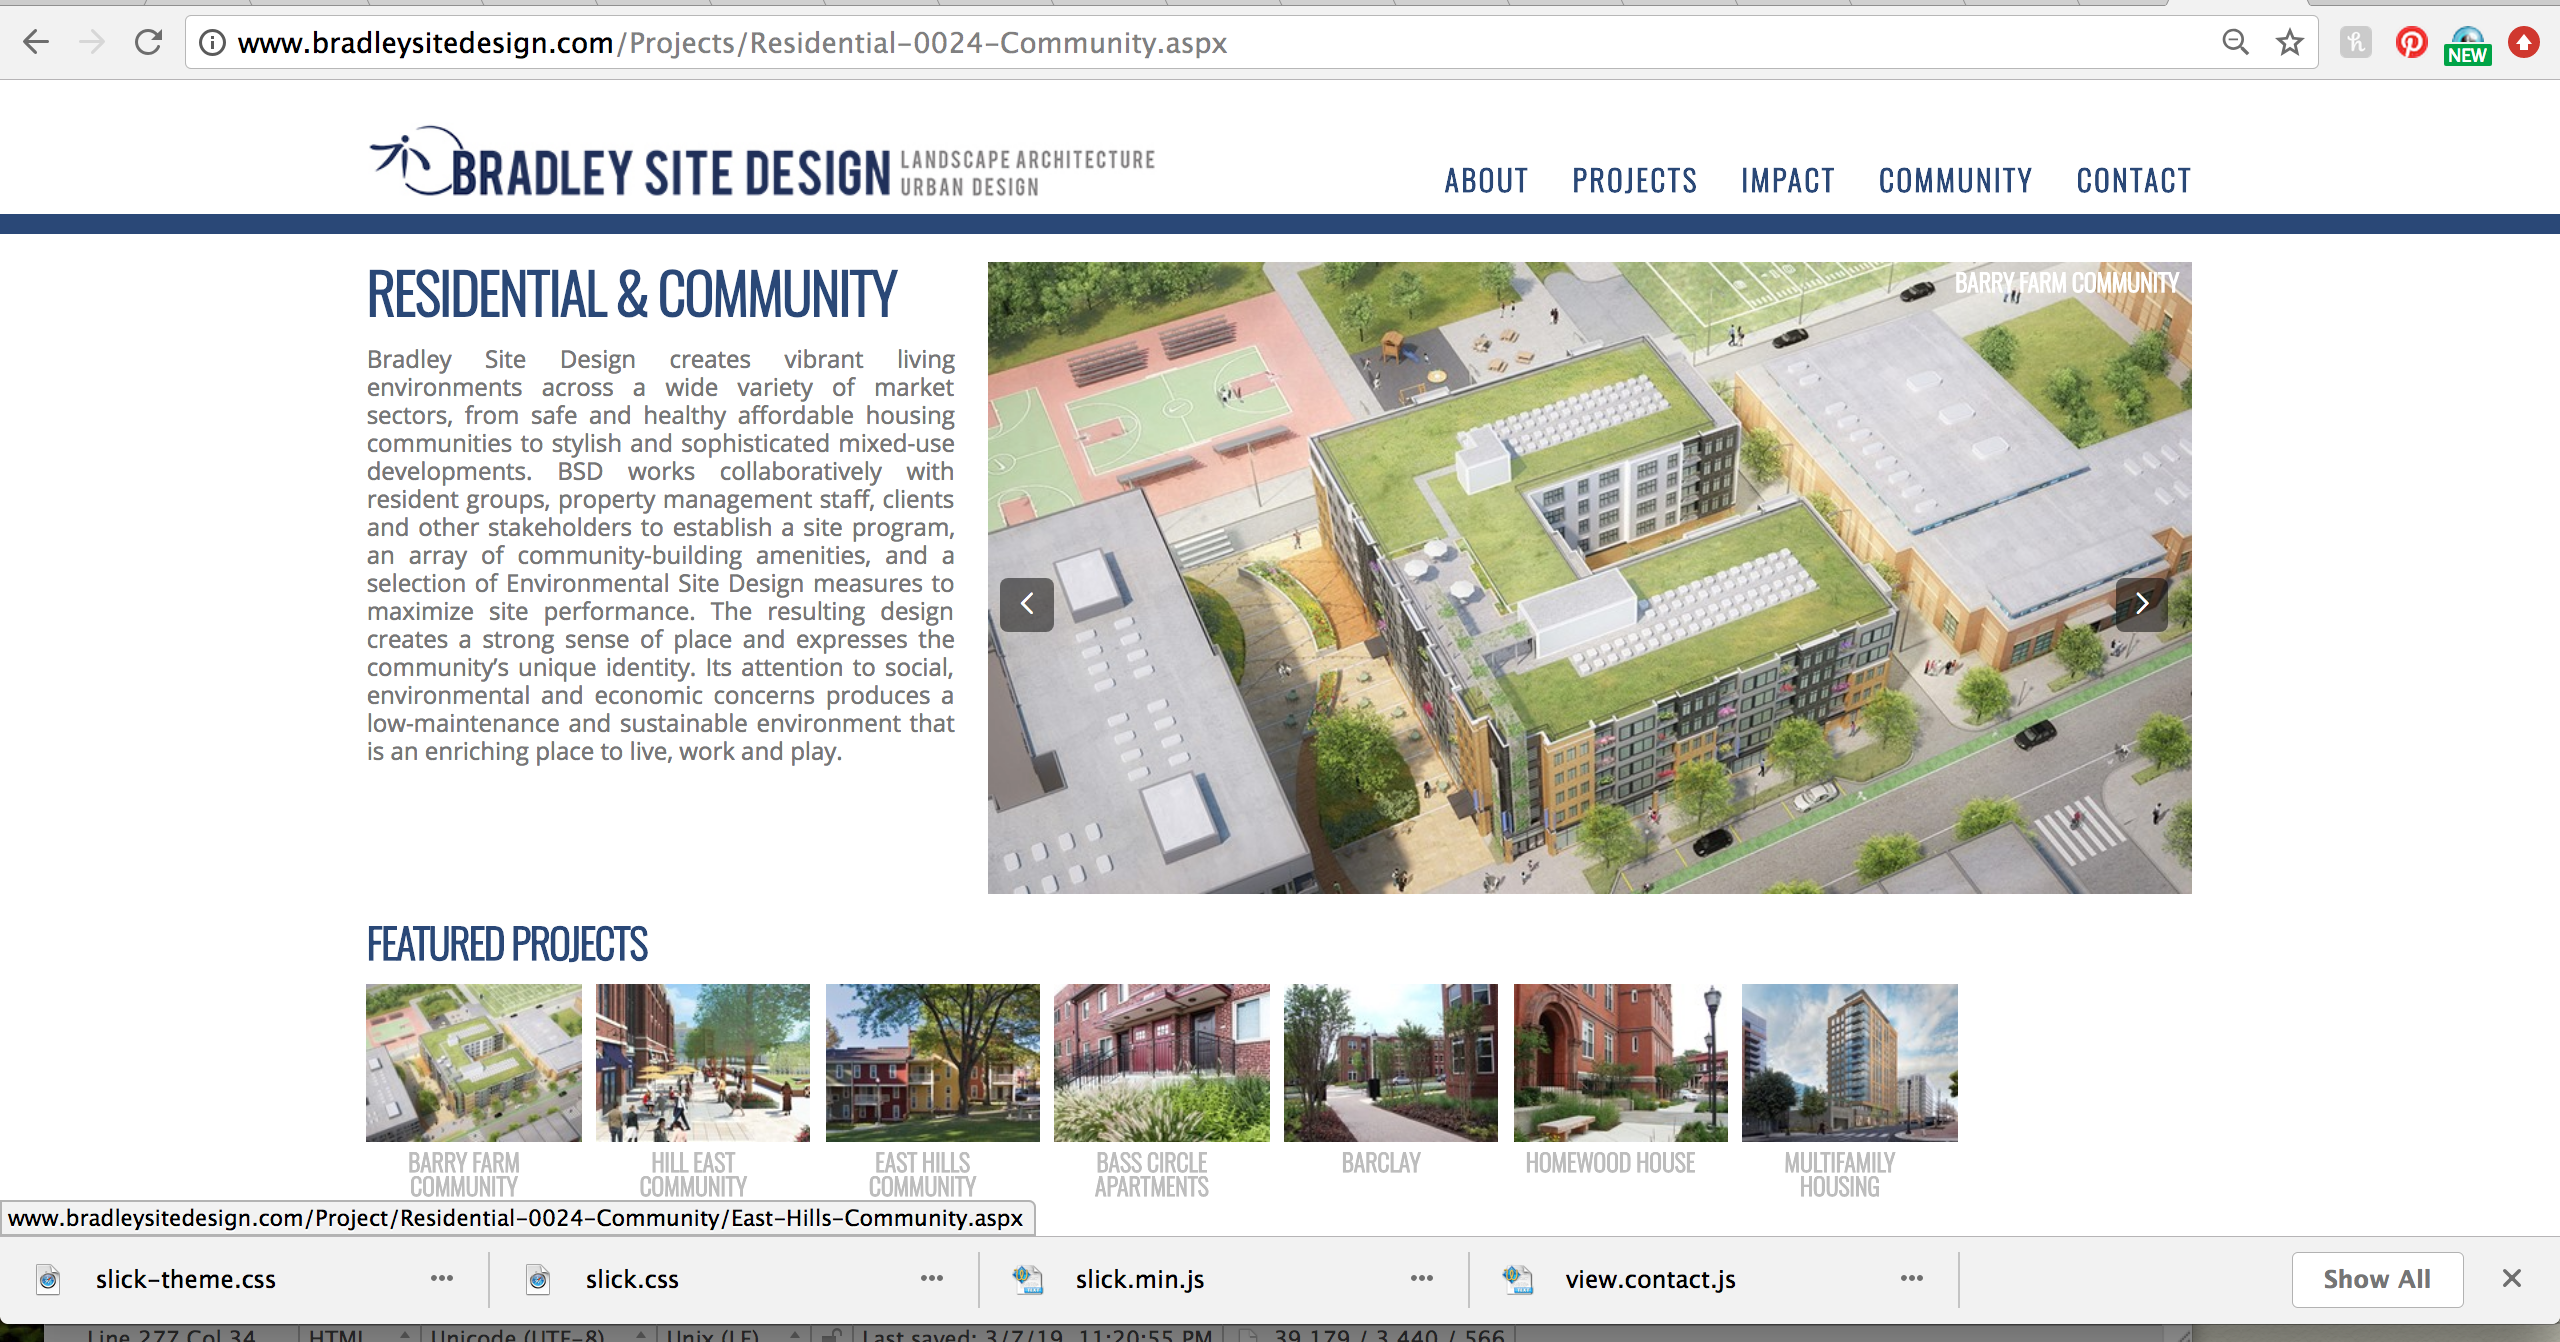 www.bradleysitedesign.com/Projects/Residential-0024-Community.aspx
NEW
BRADLEY SITE DESIGN
LANDSCAPE ARCHITECTURE
URBAN DESIGN
ABOUT PROJECTS IMPACT COMMUNITY CONTACT
RESIDENTIAL & COMMUNITY
Bradley Site Design creates vibrant living
environments across a wide variety of market
sectors, from safe and healthy affordable housing
communities to stylish and sophisticated mixed-use
developments. BSD works collaboratively with
resident groups, property management staff, clients
and other stakeholders to establish a site program,
an array of community-building amenities, and a
selection of Environmental Site Design measures to
maximize site performance. The resulting design
creates a strong sense of place and expresses the
community’s unique identity. Its attention to social,
environmental and economic concerns produces a
low-maintenance and sustainable environment that
is an enriching place to live, work and play.
BARRY FARM COMMUNITY
FEATURED PROJECTS
BARRY FARM
COMMUNITY
HILL EAST
COMMUNITY
EAST HILLS
COMMUNITY
BASS CIRCLE
APARTMENTS
BARCLAY
HOMEWOOD HOUSE
MULTIFAMILY
HOUSING
www.bradleysitedesign.com/Project/Residential-0024-Community/East-Hills-Community.aspx
slick-theme.css
slick.css
slick.min.js
view.contact.js
Show All
Line 277 Col 34 HTML Unicode (UTF-8) Unix (LF) Last saved: 3/7/19, 11:20:55 PM 39,179 / 3,440 / 566